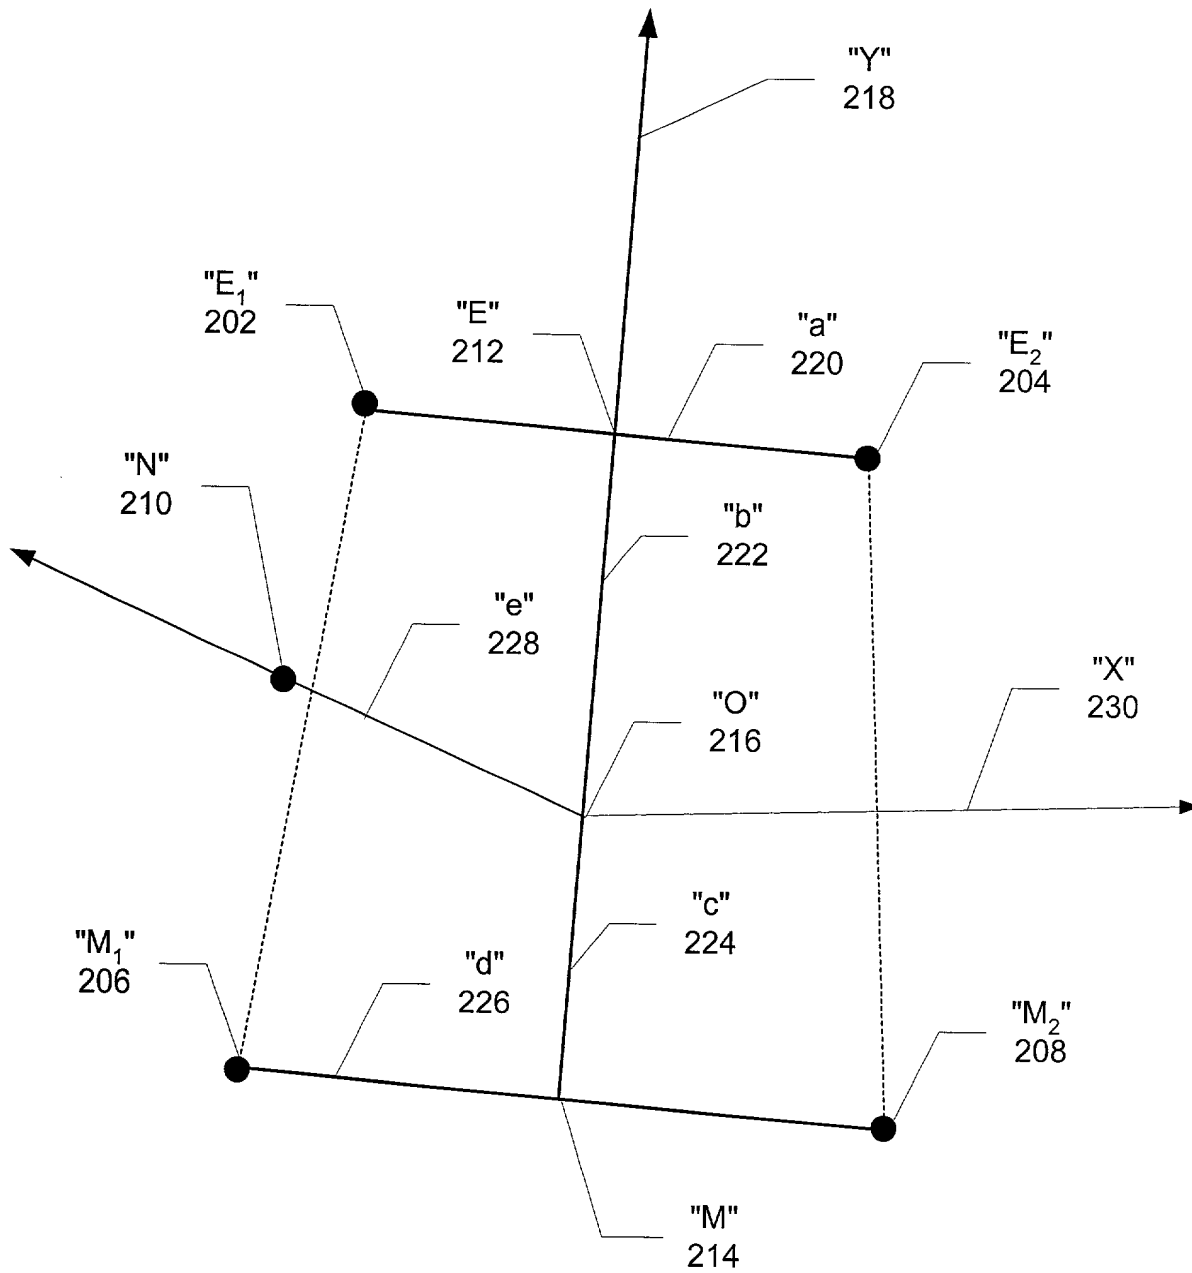 "Y"
218
"E₁"
202
"E"
212
"a"
220
"E₂"
204
"N"
210
"b"
222
"e"
228
"X"
230
"O"
216
"c"
224
"M₁"
206
"d"
226
"M₂"
208
"M"
214